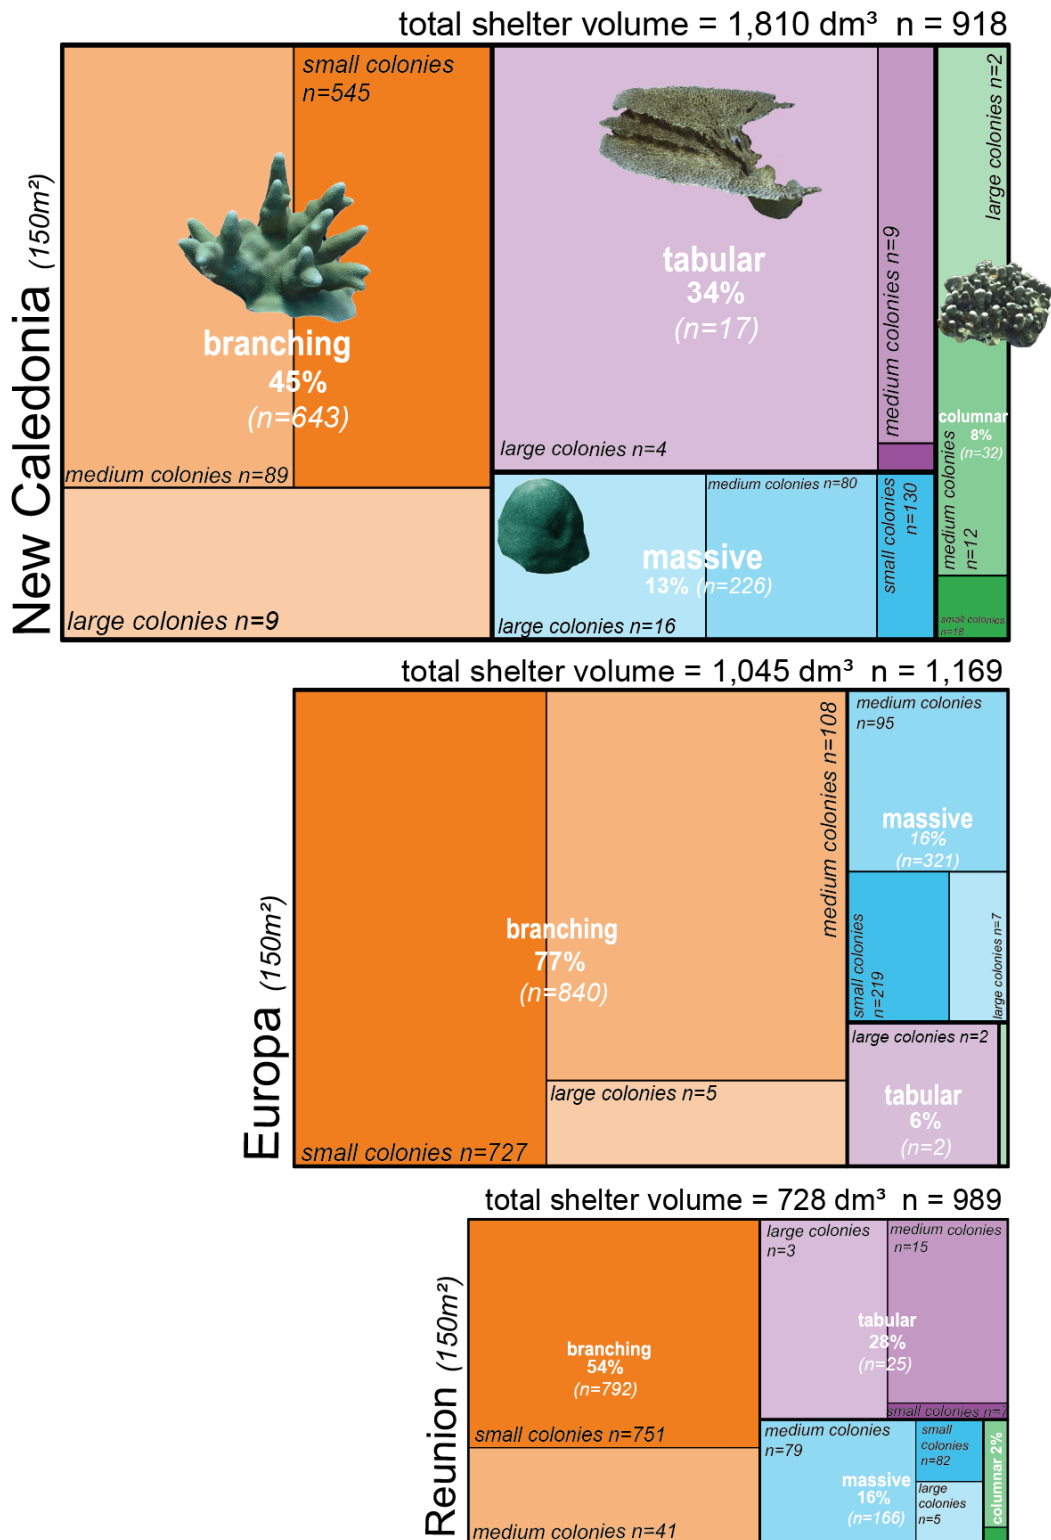 total shelter volume = 1,810 dm³ n = 918
New Caledonia (150m²)
small colonies
n=545
branching
45%
(n=643)
medium colonies n=89
large colonies n=9
tabular
34%
(n=17)
large colonies n=4
medium colonies n=9
large colonies n=2
columnar
8%
(n=32)
medium colonies
n=12
small colonies
n=18
medium colonies n=80
massive
13% (n=226)
large colonies n=16
small colonies
n=130
total shelter volume = 1,045 dm³ n = 1,169
Europa (150m²)
branching
77%
(n=840)
small colonies n=727
medium colonies n=108
large colonies n=5
medium colonies
n=95
massive
16%
(n=321)
small colonies
n=219
large colonies n=7
large colonies n=2
tabular
6%
(n=2)
total shelter volume = 728 dm³ n = 989
Reunion (150m²)
branching
54%
(n=792)
small colonies n=751
medium colonies n=41
large colonies
n=3
medium colonies
n=15
tabular
28%
(n=25)
small colonies n=7
medium colonies
n=79
massive
16%
(n=166)
small
colonies
n=82
large
colonies
n=5
columnar 2%